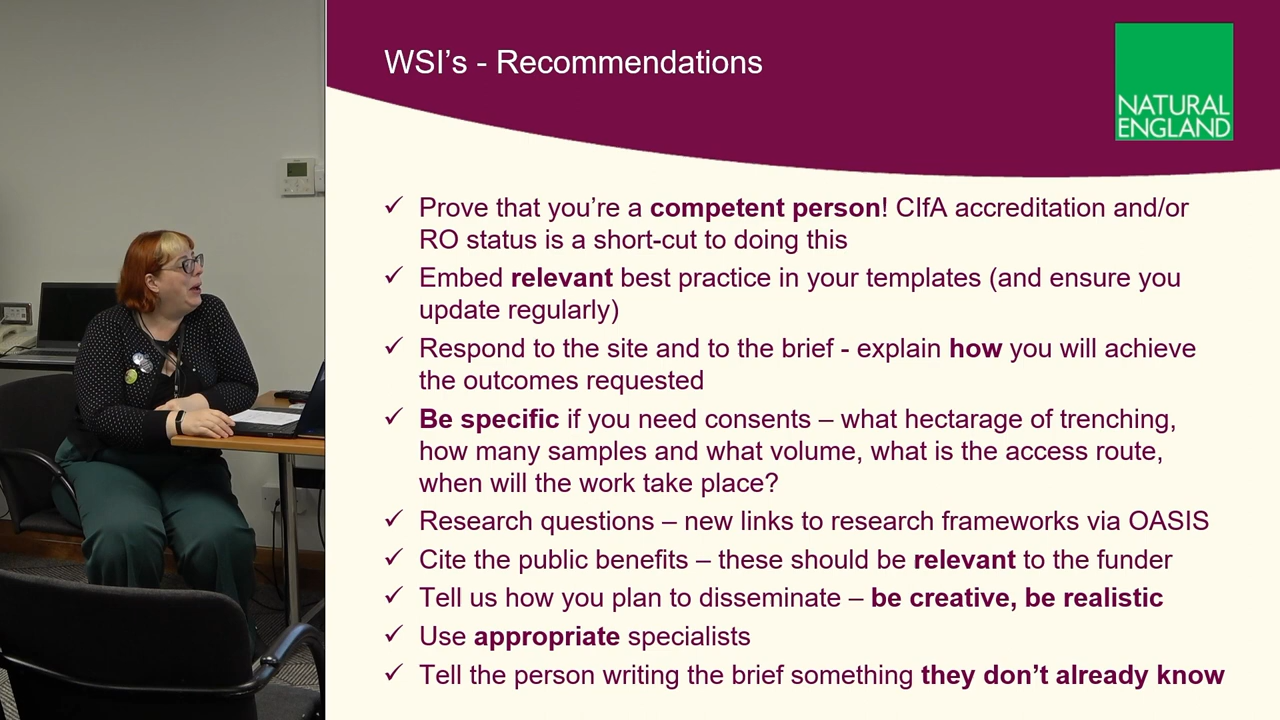 WSI’s - Recommendations
NATURAL
ENGLAND
✓ Prove that you’re a competent person! CIfA accreditation and/or
RO status is a short-cut to doing this
✓ Embed relevant best practice in your templates (and ensure you
update regularly)
✓ Respond to the site and to the brief - explain how you will achieve
the outcomes requested
✓ Be specific if you need consents – what hectarage of trenching,
how many samples and what volume, what is the access route,
when will the work take place?
✓ Research questions – new links to research frameworks via OASIS
✓ Cite the public benefits – these should be relevant to the funder
✓ Tell us how you plan to disseminate – be creative, be realistic
✓ Use appropriate specialists
✓ Tell the person writing the brief something they don’t already know